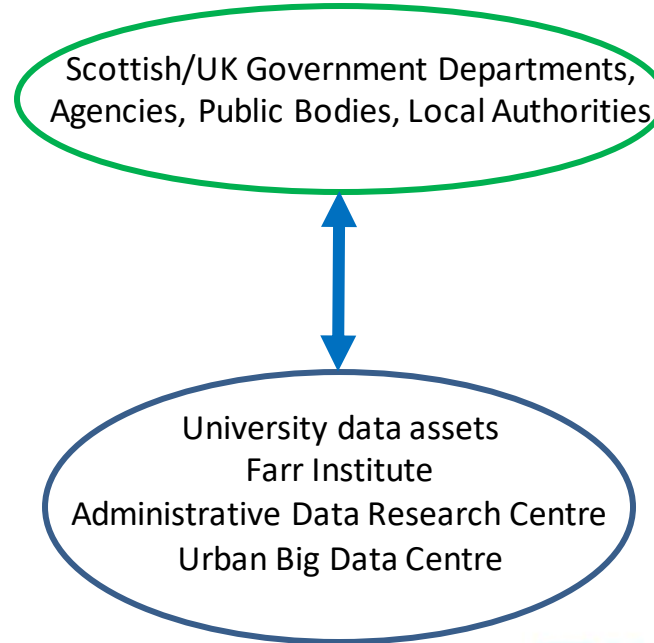 Scottish/UK Government Departments,
Agencies, Public Bodies, Local Authorities
University data assets
Farr Institute
Administrative Data Research Centre
Urban Big Data Centre